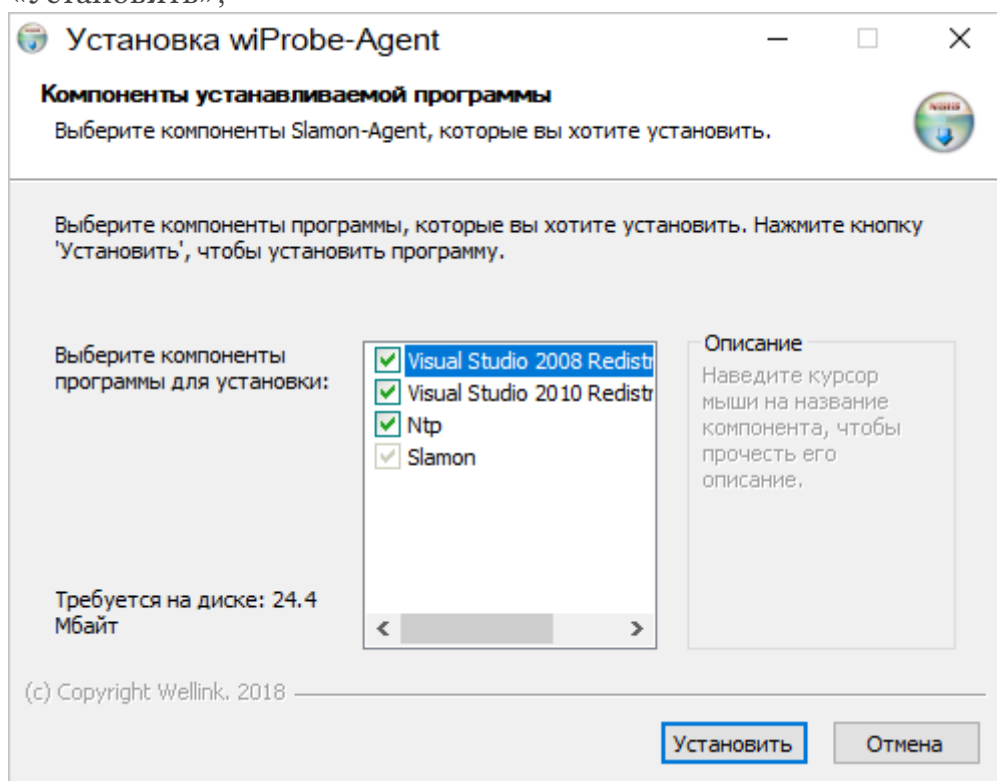 «Установить»;
Установка wiProbe-Agent
Компоненты устанавливаемой программы
Выберите компоненты Slamon-Agent, которые вы хотите установить.
NSIS
Выберите компоненты программы, которые вы хотите установить. Нажмите кнопку
'Установить', чтобы установить программу.
Выберите компоненты
программы для установки:
Visual Studio 2008 Redistr
Visual Studio 2010 Redistr
Ntp
Slamon
Описание
Наведите курсор
мыши на название
компонента, чтобы
прочесть его
описание.
Требуется на диске: 24.4
Мбайт
(c) Copyright Wellink. 2018
Установить
Отмена